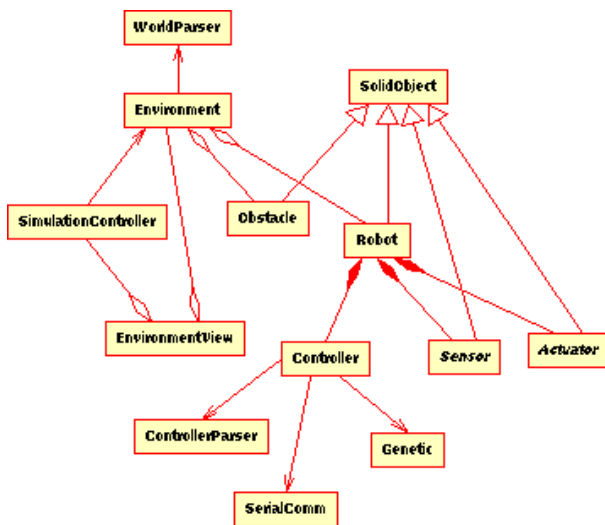 WorldParser
SolidObject
Environment
SimulationController
Obstacle
Robot
EnvironmentView
Controller
Sensor
Actuator
ControllerParser
Genetic
SerialComm